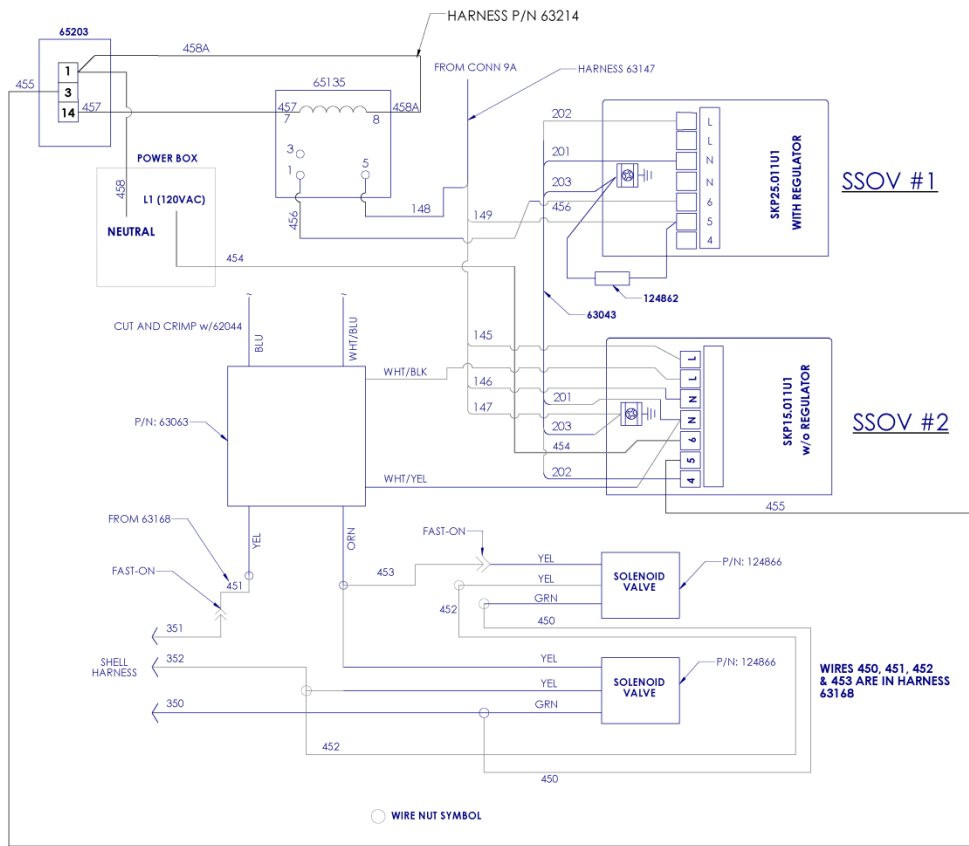 HARNESS P/N 63214
65203
458A
FROM CONN 9A
HARNESS 63147
455
1
3
14
457
65135
457
7
8
458A
3
1
5
456
148
POWER BOX
458
L1 (120VAC)
NEUTRAL
454
202
201
203
456
149
L
L
N
N
6
5
4
SKP25.011U1
WITH REGULATOR
SSOV #1
124862
63043
~
~
CUT AND CRIMP w/62044
BLU
WHT/BLU
WHT/BLK
P/N: 63063
WHT/YEL
145
146
147
201
203
454
202
L
L
N
N
6
5
4
SKP15.011U1
w/o REGULATOR
SSOV #2
455
FROM 63168
YEL
ORN
FAST-ON
451
453
FAST-ON
YEL
YEL
GRN
452
450
SOLENOID
VALVE
P/N: 124866
351
SHELL
HARNESS
352
350
YEL
YEL
GRN
SOLENOID
VALVE
P/N: 124866
WIRES 450, 451, 452
& 453 ARE IN HARNESS
63168
452
450
WIRE NUT SYMBOL